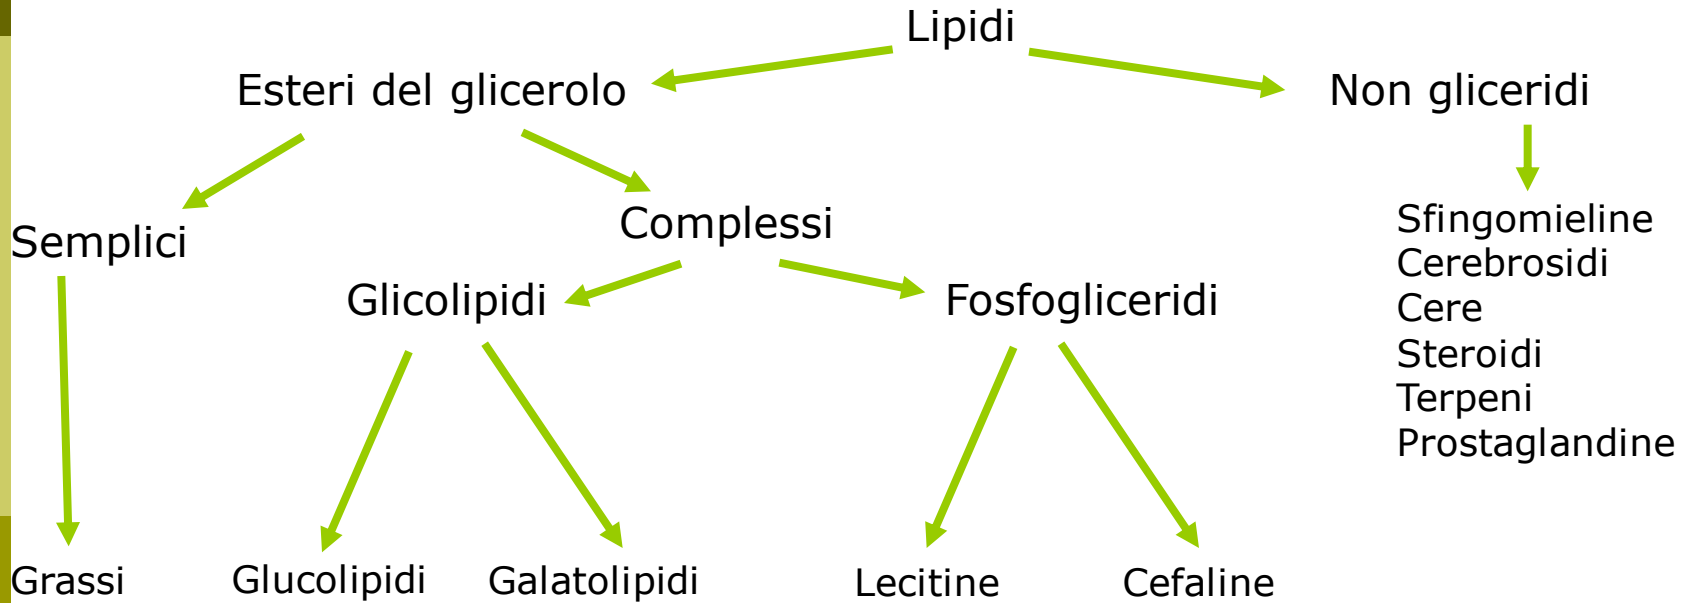 Lipidi
Esteri del glicerolo
Non gliceridi
Semplici
Complessi
Glicolipidi
Fosfogliceridi
Sfingomieline
Cerebrosidi
Cere
Steroidi
Terpeni
Prostaglandine
Grassi
Glucolipidi
Galatolipidi
Lecitine
Cefaline